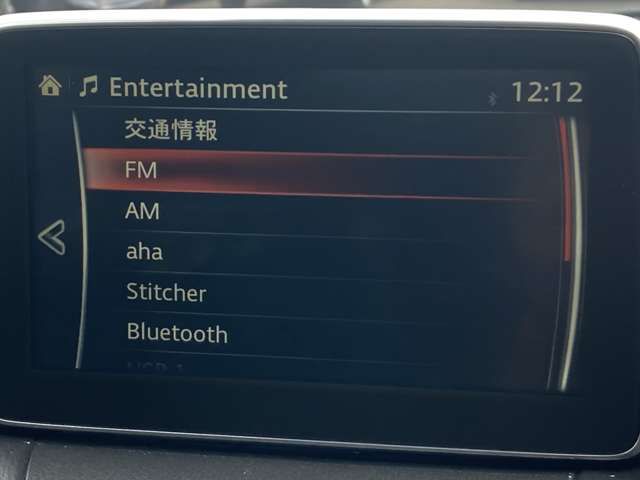 Entertainment
12:12
交通情報
FM
AM
aha
Stitcher
Bluetooth